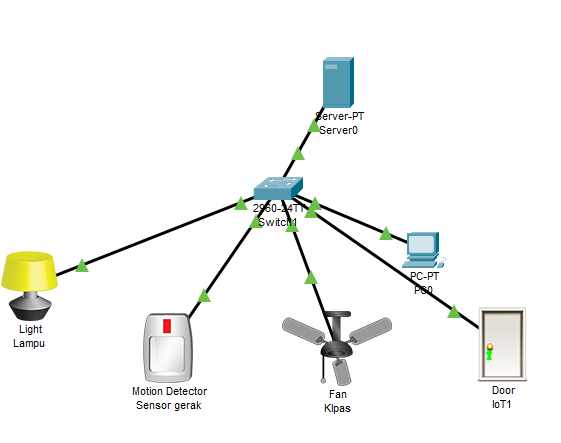 Server-PT
Server0
2960-24TT
Switch1
PC-PT
PC0
Light
Lampu
Motion Detector
Sensor gerak
Fan
KIpas
Door
IoT1